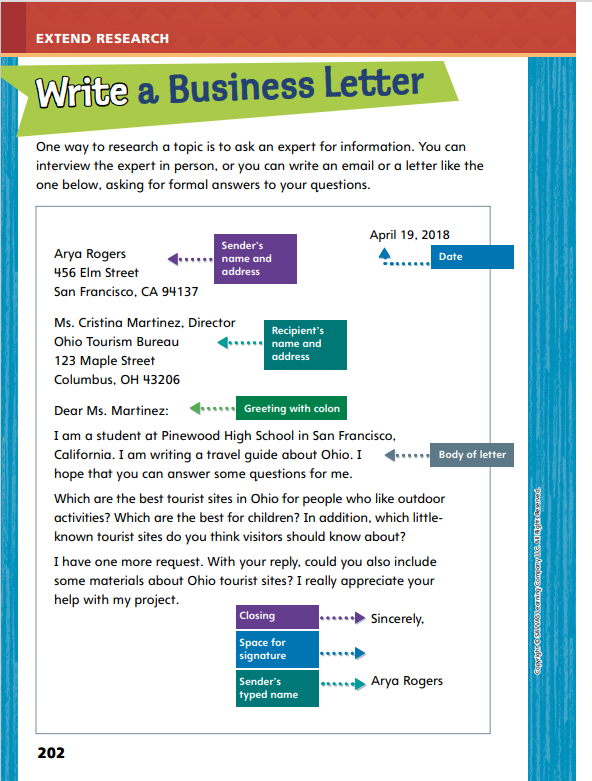 EXTEND RESEARCH
Write a Business Letter
One way to research a topic is to ask an expert for information. You can
interview the expert in person, or you can write an email or a letter like the
one below, asking for formal answers to your questions.
April 19, 2018
Date
Arya Rogers
456 Elm Street
San Francisco, CA 94137
Sender's
name and
address
Ms. Cristina Martinez, Director
Ohio Tourism Bureau
123 Maple Street
Columbus, OH 43206
Recipient's
name and
address
Dear Ms. Martinez:
Greeting with colon
I am a student at Pinewood High School in San Francisco,
California. I am writing a travel guide about Ohio. I
hope that you can answer some questions for me.
Body of letter
Which are the best tourist sites in Ohio for people who like outdoor
activities? Which are the best for children? In addition, which little-
known tourist sites do you think visitors should know about?
I have one more request. With your reply, could you also include
some materials about Ohio tourist sites? I really appreciate your
help with my project.
Closing
Sincerely,
Space for
signature
Sender's
typed name
Arya Rogers
Copyright © SAVVAS Learning Company LLC. All Rights Reserved.
202